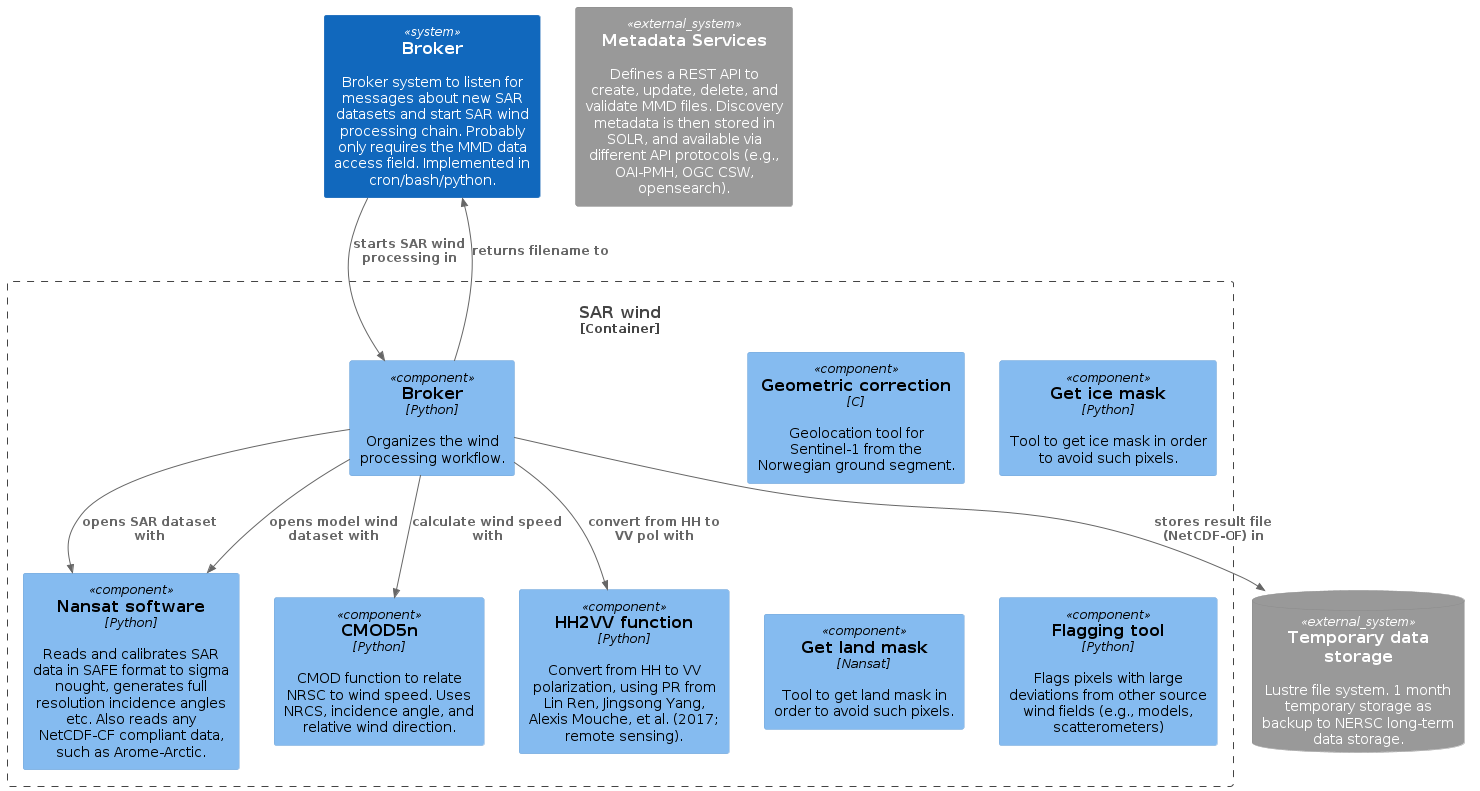 «system»
Broker
Broker system to listen for
messages about new SAR
datasets and start SAR wind
processing chain. Probably
only requires the MMD data
access field. Implemented in
cron/bash/python.
«external_system»
Metadata Services
Defines a REST API to
create, update, delete, and
validate MMD files. Discovery
metadata is then stored in
SOLR, and available via
different API protocols (e.g.,
OAI-PMH, OGC CSW,
opensearch).
starts SAR wind
processing in
returns filename to
SAR wind
[Container]
«component»
Broker
[Python]
Organizes the wind
processing workflow.
«component»
Geometric correction
[C]
Geolocation tool for
Sentinel-1 from the
Norwegian ground segment.
«component»
Get ice mask
[Python]
Tool to get ice mask in order
to avoid such pixels.
opens SAR dataset
with
opens model wind
dataset with
calculate wind speed
with
convert from HH to
VV pol with
stores result file
(NetCDF-CF) in
«component»
Nansat software
[Python]
Reads and calibrates SAR
data in SAFE format to sigma
nought, generates full
resolution incidence angles
etc. Also reads any
NetCDF-CF compliant data,
such as Arome-Arctic.
«component»
CMOD5n
[Python]
CMOD function to relate
NRSC to wind speed. Uses
NRCS, incidence angle, and
relative wind direction.
«component»
HH2VV function
[Python]
Convert from HH to VV
polarization, using PR from
Lin Ren, Jingsong Yang,
Alexis Mouche, et al. (2017;
remote sensing).
«component»
Get land mask
[Nansat]
Tool to get land mask in
order to avoid such pixels.
«component»
Flagging tool
[Python]
Flags pixels with large
deviations from other source
wind fields (e.g., models,
scatterometers)
«external_system»
Temporary data
storage
Lustre file system. 1 month
temporary storage as
backup to NERSC long-term
data storage.